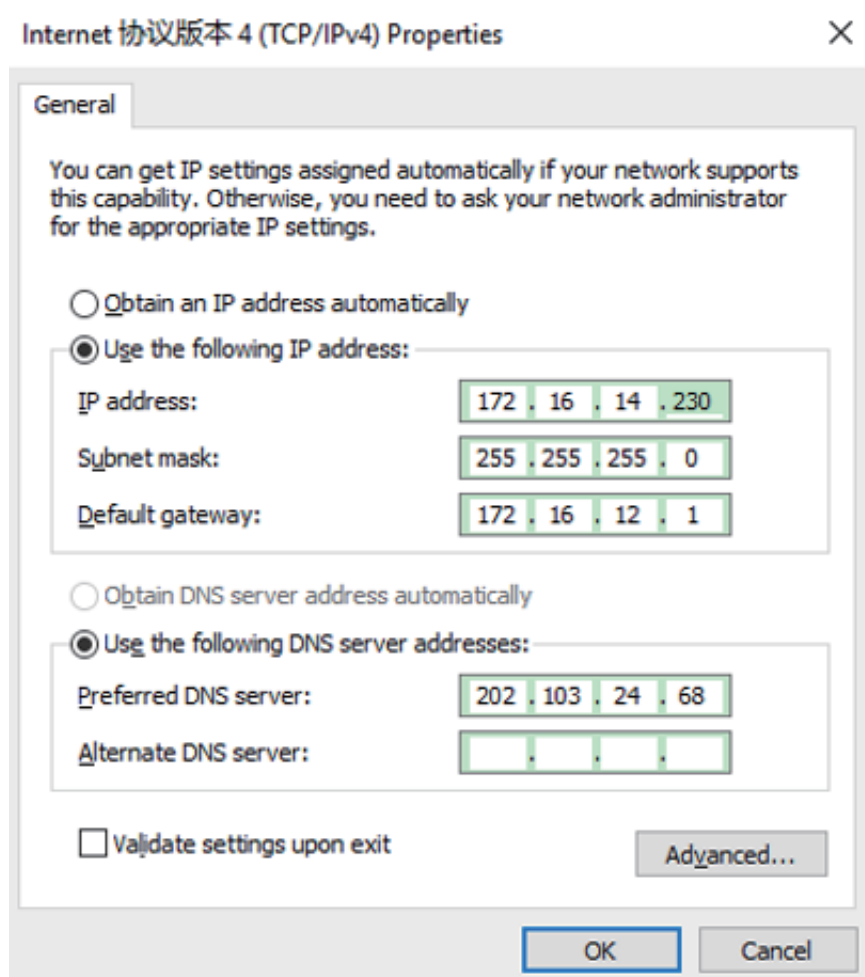 Internet 协议版本 4 (TCP/IPv4) Properties
General
You can get IP settings assigned automatically if your network supports
this capability. Otherwise, you need to ask your network administrator
for the appropriate IP settings.
Obtain an IP address automatically
Use the following IP address:
IP address: 172 . 16 . 14 . 230
Subnet mask: 255 . 255 . 255 . 0
Default gateway: 172 . 16 . 12 . 1
Obtain DNS server address automatically
Use the following DNS server addresses:
Preferred DNS server: 202 . 103 . 24 . 68
Alternate DNS server: . . .
Validate settings upon exit
Advanced...
OK Cancel